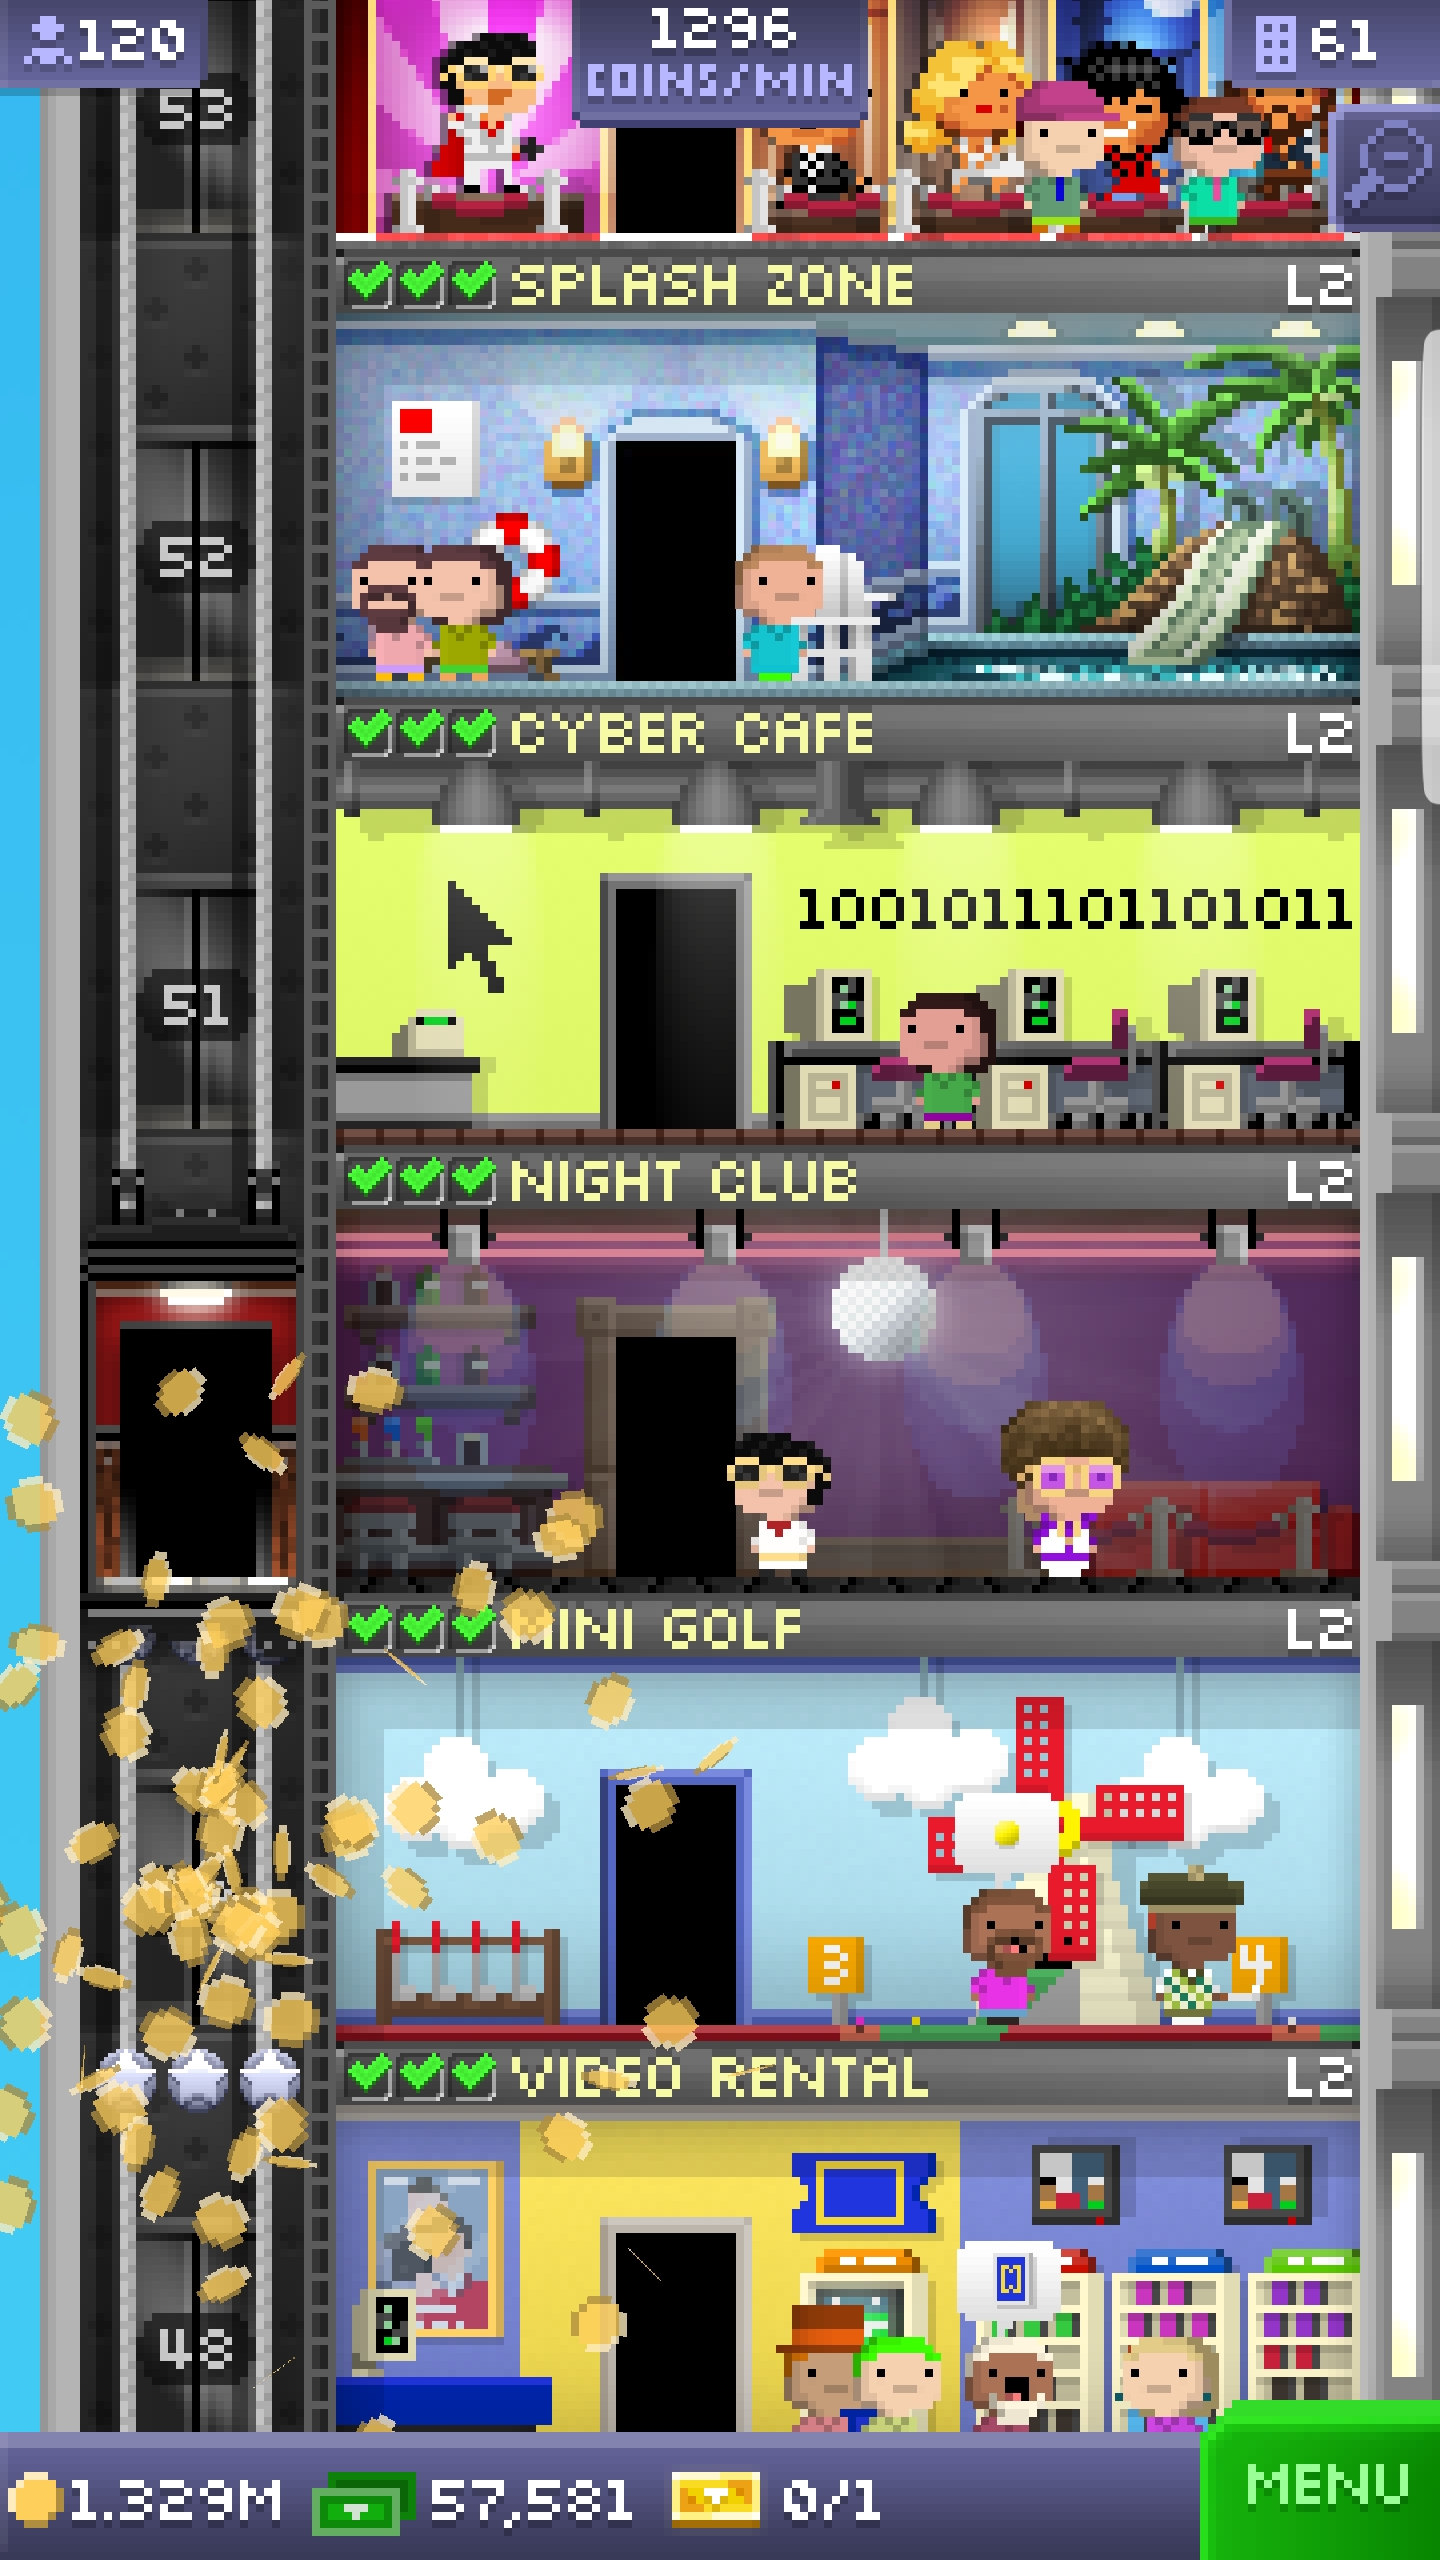 120
1296
COINS/MIN
61
53
SPLASH ZONE L2
52
CYBER CAFE L2
1001011101101011
51
NIGHT CLUB L2
MINI GOLF L2
3
4
VIDEO RENTAL L2
48
1.329M 57,581 0/1
MENU